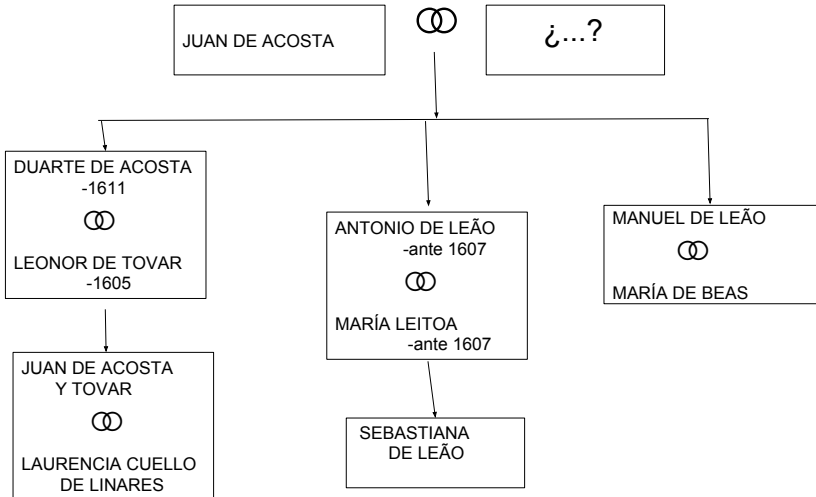 JUAN DE ACOSTA
¿...?
DUARTE DE ACOSTA
-1611
LEONOR DE TOVAR
-1605
ANTONIO DE LEÃO
-ante 1607
MARÍA LEITOA
-ante 1607
MANUEL DE LEÃO
MARÍA DE BEAS
JUAN DE ACOSTA
Y TOVAR
LAURENCIA CUELLO
DE LINARES
SEBASTIANA
DE LEÃO